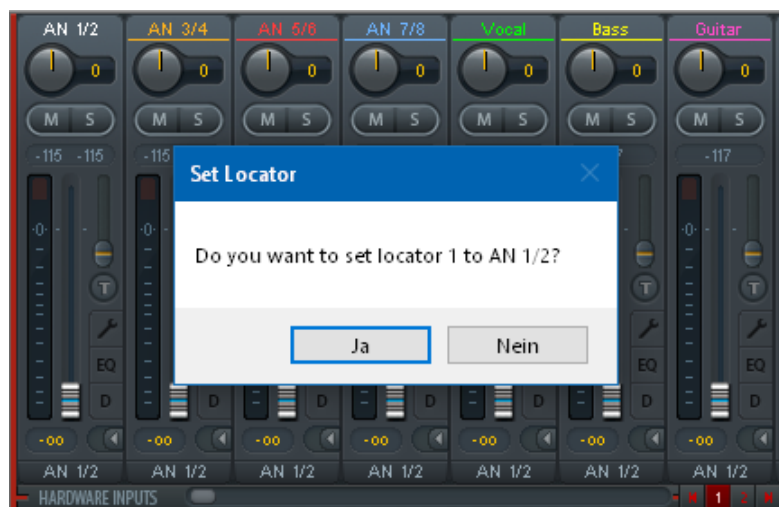 AN 1/2 AN 3/4 AN 5/6 AN 7/8 Vocal Bass Guitar
0 0 0 0 0 0 0
M S M S M S M S M S M S M S
-115 -115 -115 -117
Set Locator
-0- -0- -0-
Do you want to set locator 1 to AN 1/2?
T T T
Ja Nein
EQ EQ EQ
D D D D D D D
-oo -oo -oo -oo -oo -oo -oo
AN 1/2 AN 1/2 AN 1/2 AN 1/2 AN 1/2 AN 1/2 AN 1/2
HARDWARE INPUTS 1 2